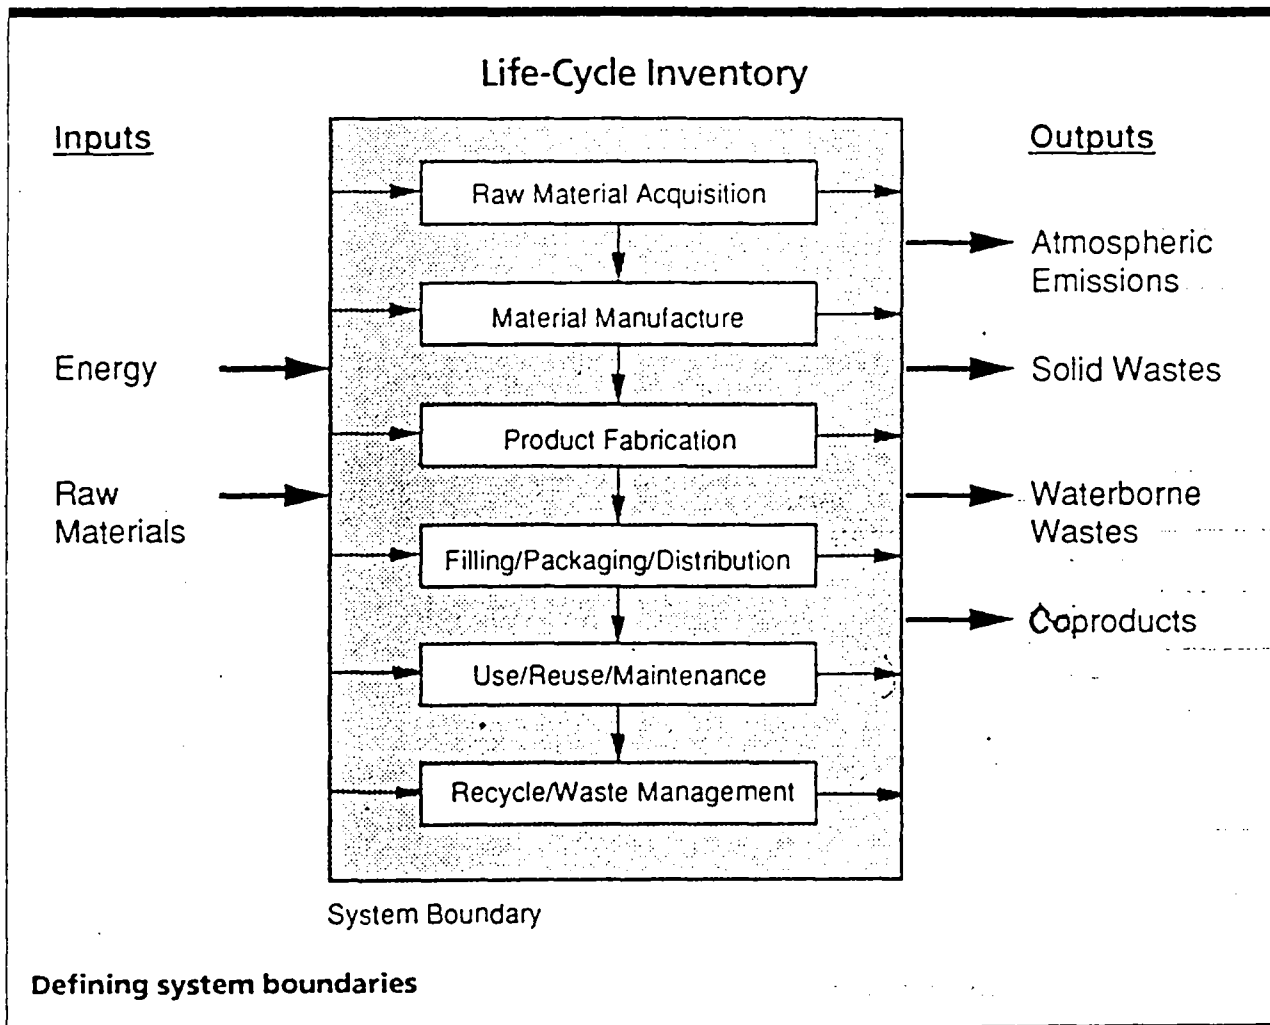 Life-Cycle Inventory
Inputs
Energy
Raw
Materials
Raw Material Acquisition
Material Manufacture
Product Fabrication
Filling/Packaging/Distribution
Use/Reuse/Maintenance
Recycle/Waste Management
System Boundary
Outputs
Atmospheric
Emissions
Solid Wastes
Waterborne
Wastes
Coproducts
Defining system boundaries